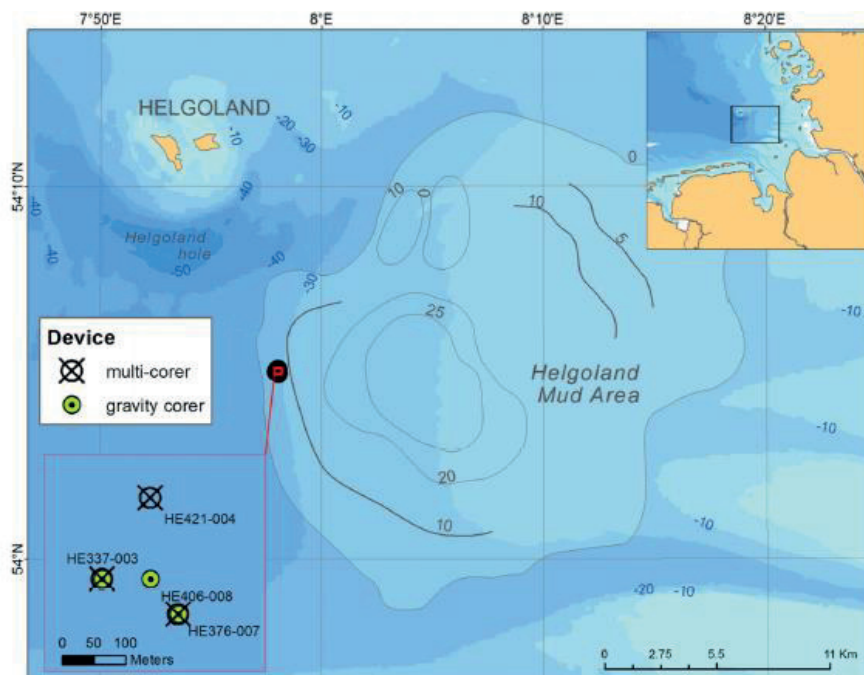 7°50'E
8°E
8°10'E
8°20'E
HELGOLAND
-10
-20
-30
-10
0
54°10'N
-40
-40
10
0
10
5
Helgoland
hole
-50
-40
-40
-30
-10
25
Device
multi-corer
gravity corer
Helgoland
Mud Area
-10
20
10
-10
HE421-004
HE337-003
HE406-008
HE376-007
54°N
-20
-10
0 50 100
Meters
0 2.75 5.5 11 Km